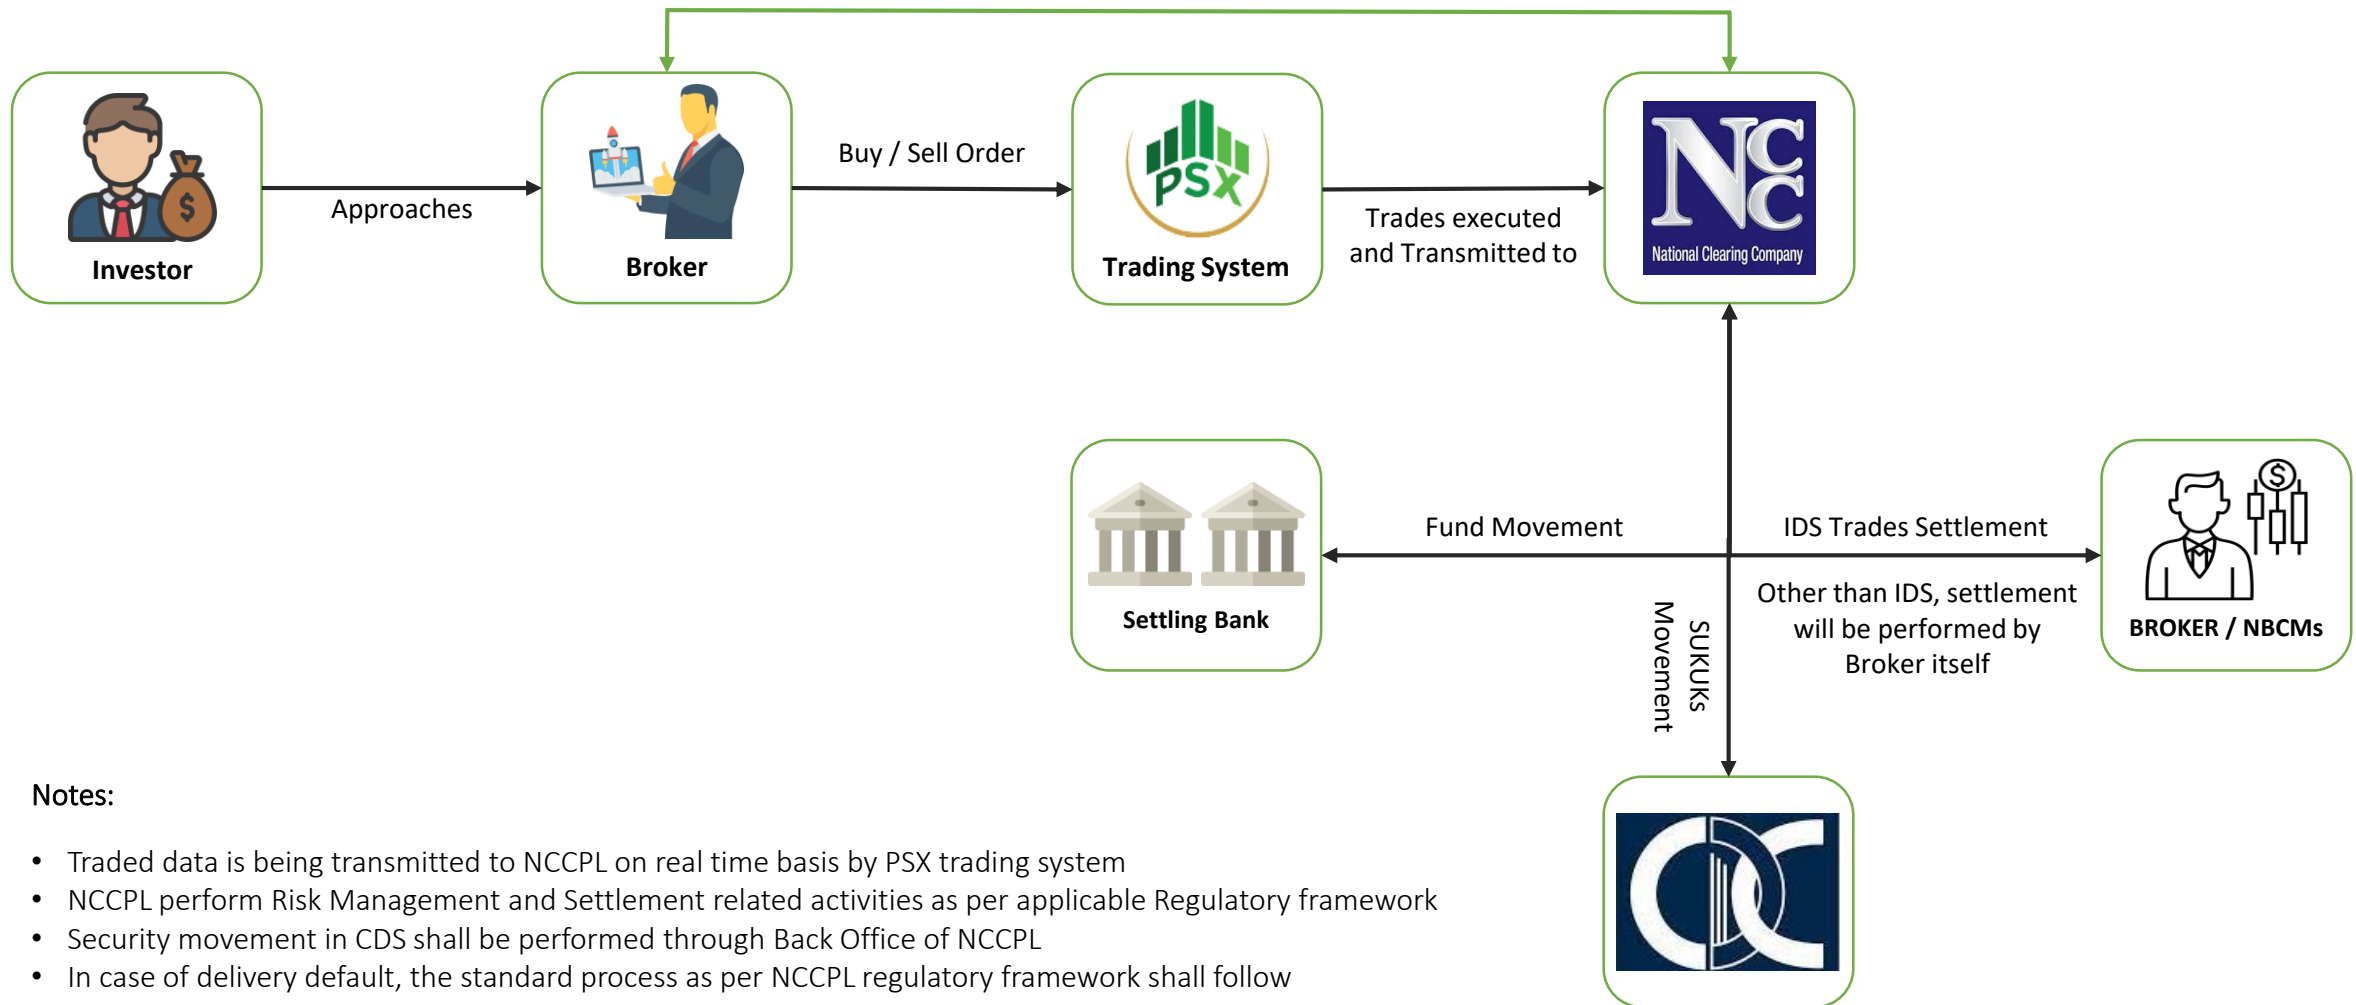 Investor
Approaches
Broker
Buy / Sell Order
PSX
Trading System
Trades executed
and Transmitted to
NCC
National Clearing Company
Settling Bank
Fund Movement
IDS Trades Settlement
Other than IDS, settlement
will be performed by
Broker itself
SUKUKs
Movement
$
BROKER / NBCMs
CDC
Notes:
• Traded data is being transmitted to NCCPL on real time basis by PSX trading system
• NCCPL perform Risk Management and Settlement related activities as per applicable Regulatory framework
• Security movement in CDS shall be performed through Back Office of NCCPL
• In case of delivery default, the standard process as per NCCPL regulatory framework shall follow